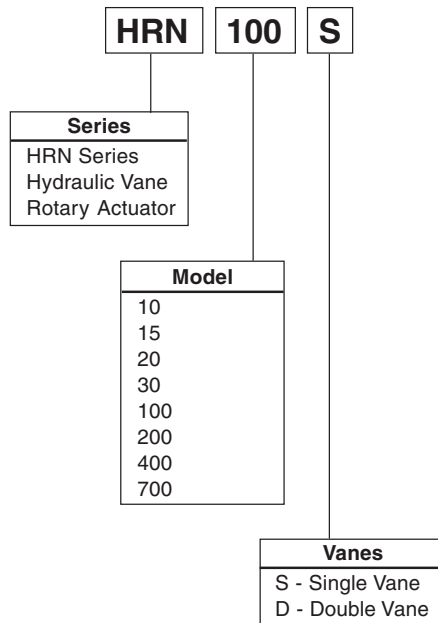 HRN 100 S
Series
HRN Series
Hydraulic Vane
Rotary Actuator
Model
10
15
20
30
100
200
400
700
Vanes
S - Single Vane
D - Double Vane